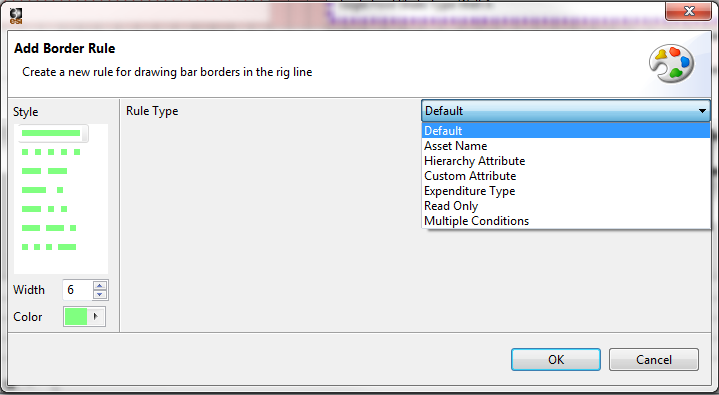 esi
Add Border Rule
Create a new rule for drawing bar borders in the rig line
Style
Rule Type
Default
Default
Asset Name
Hierarchy Attribute
Custom Attribute
Expenditure Type
Read Only
Multiple Conditions
Width
6
Color
OK
Cancel